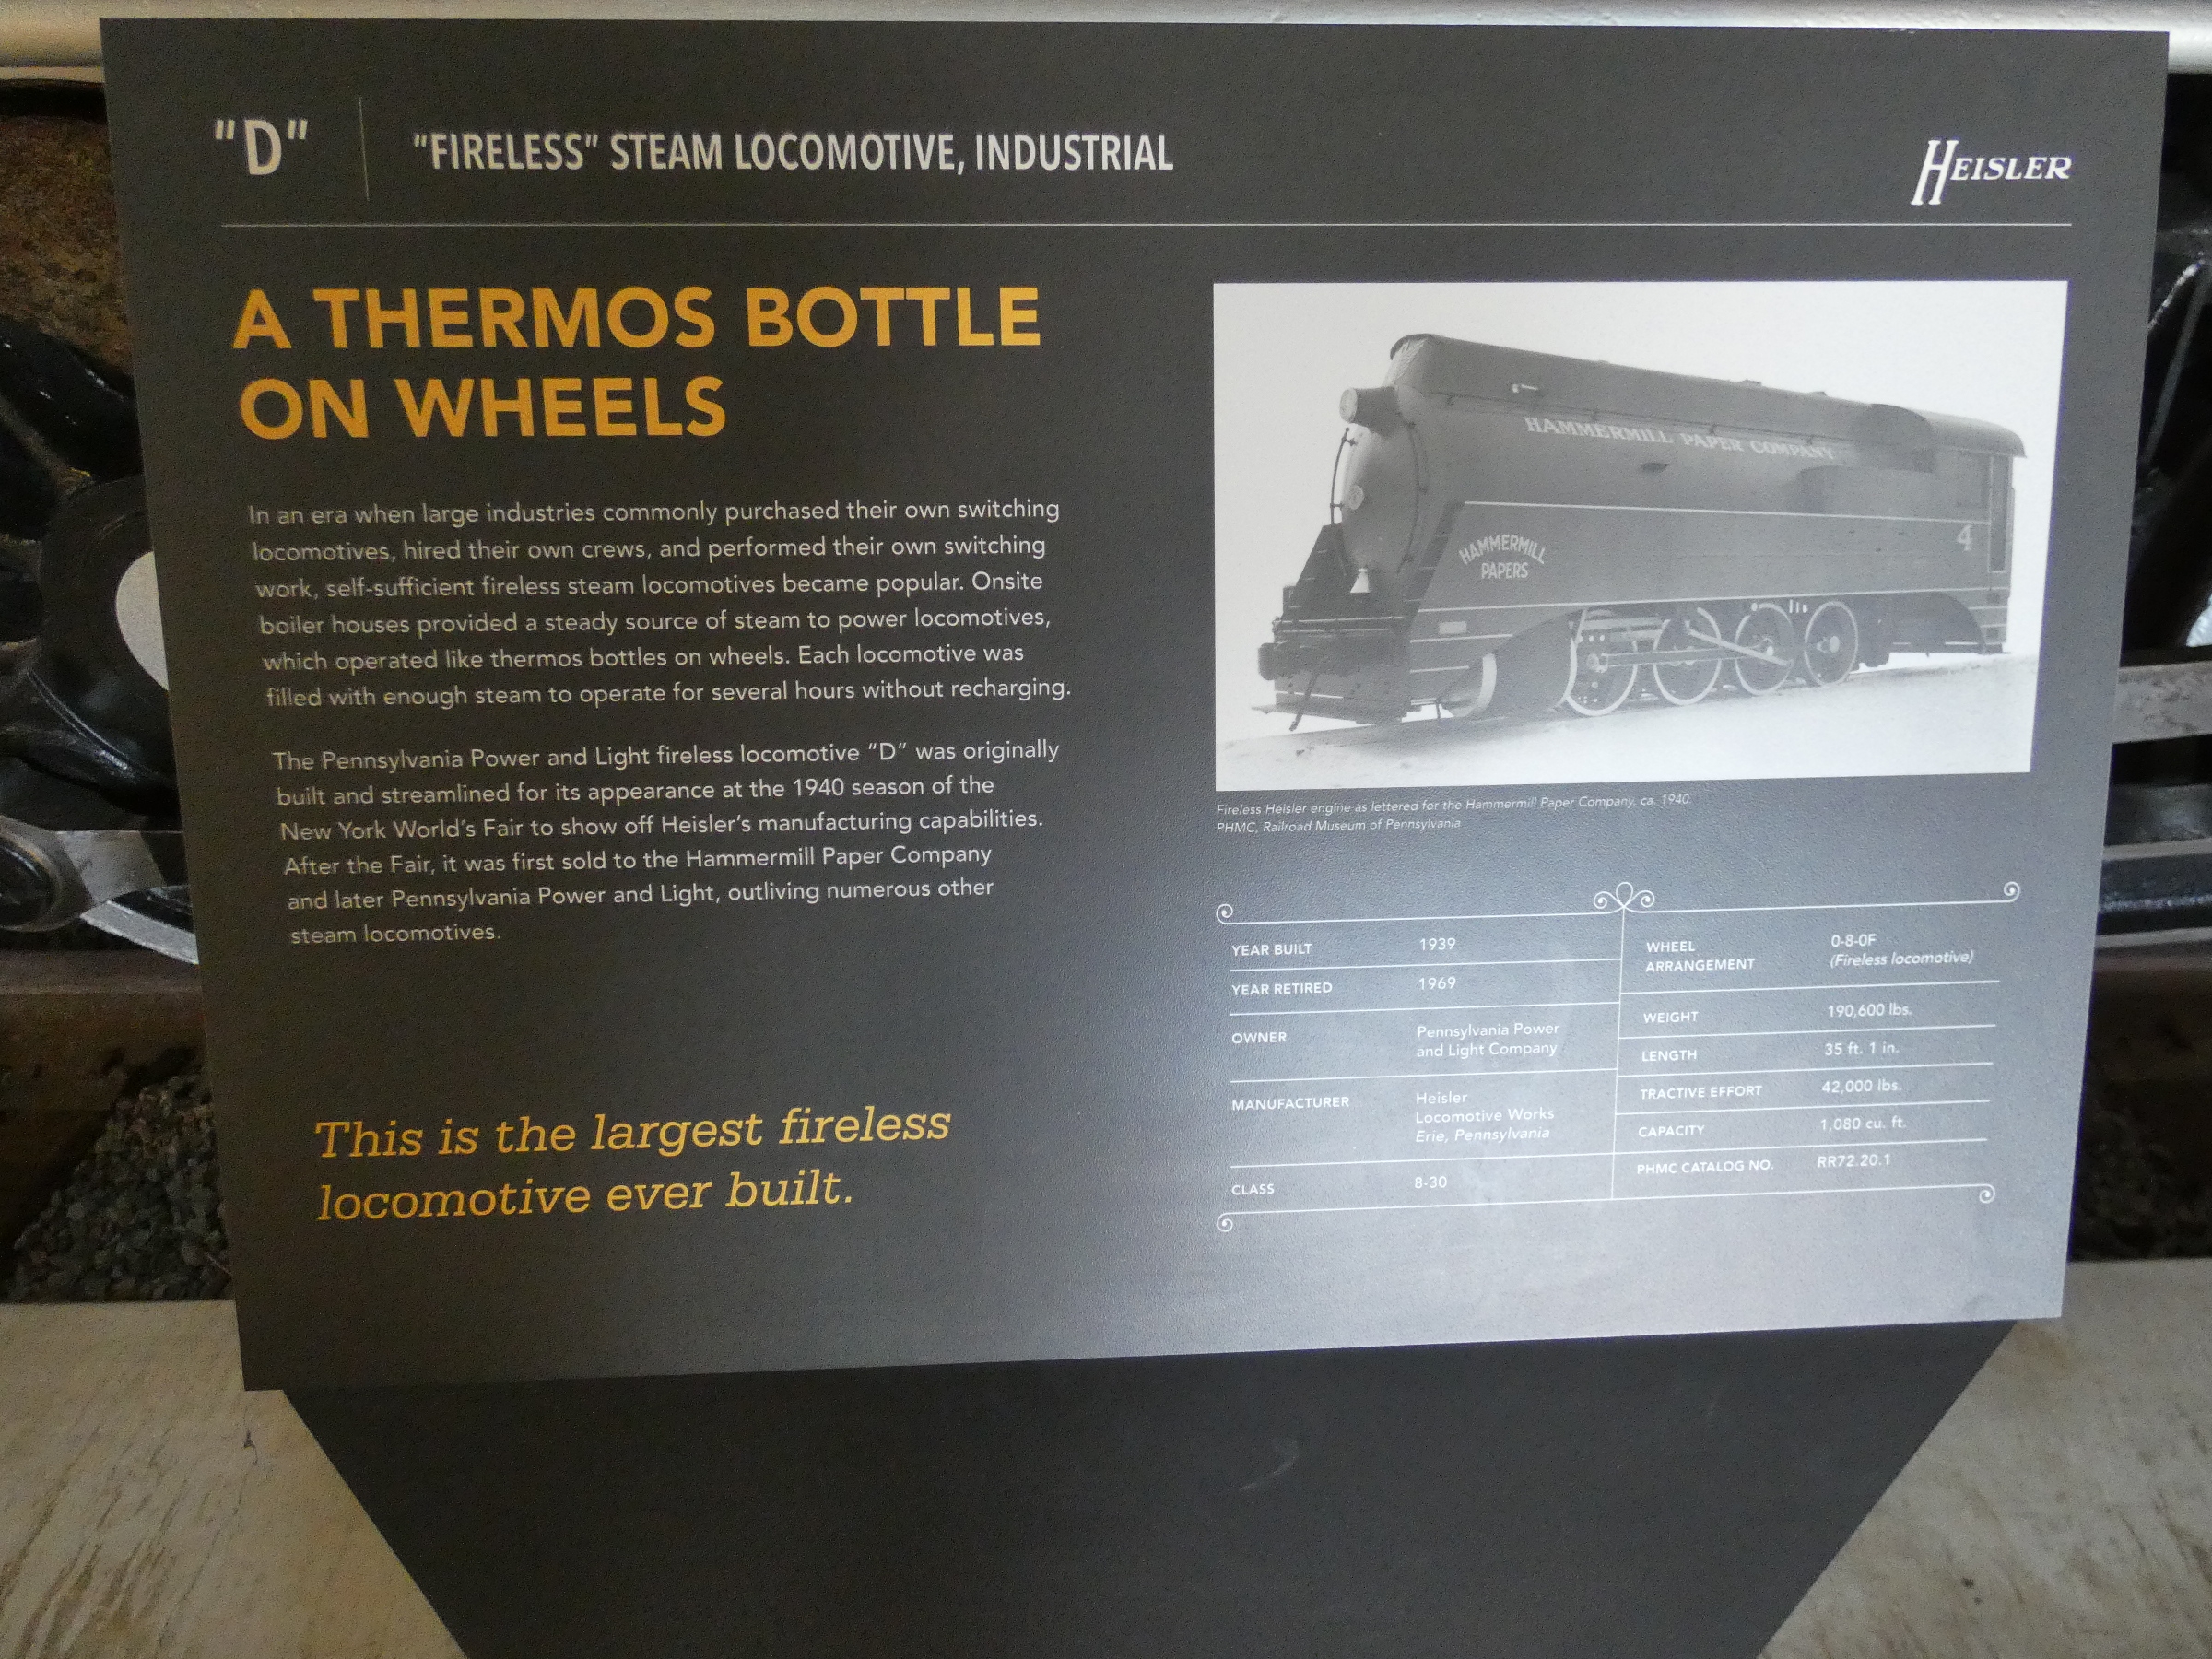 "D"
"FIRELESS" STEAM LOCOMOTIVE, INDUSTRIAL
HEISLER
A THERMOS BOTTLE
ON WHEELS
In an era when large industries commonly purchased their own switching
locomotives, hired their own crews, and performed their own switching
work, self-sufficient fireless steam locomotives became popular. Onsite
boiler houses provided a steady source of steam to power locomotives,
which operated like thermos bottles on wheels. Each locomotive was
filled with enough steam to operate for several hours without recharging.
The Pennsylvania Power and Light fireless locomotive "D" was originally
built and streamlined for its appearance at the 1940 season of the
New York World's Fair to show off Heisler's manufacturing capabilities.
After the Fair, it was first sold to the Hammermill Paper Company
and later Pennsylvania Power and Light, outliving numerous other
steam locomotives.
This is the largest fireless
locomotive ever built.
HAMMERMILL PAPER COMPANY
HAMMERMILL
PAPERS
4
Fireless Heisler engine as lettered for the Hammermill Paper Company, ca. 1940.
PHMC, Railroad Museum of Pennsylvania
YEAR BUILT 1939
YEAR RETIRED 1969
OWNER Pennsylvania Power
and Light Company
MANUFACTURER Heisler
Locomotive Works
Erie, Pennsylvania
CLASS 8-30
WHEEL ARRANGEMENT 0-8-0F
(Fireless locomotive)
WEIGHT 190,600 lbs.
LENGTH 35 ft. 1 in.
TRACTIVE EFFORT 42,000 lbs.
CAPACITY 1,080 cu. ft.
PHMC CATALOG NO. RR72.20.1